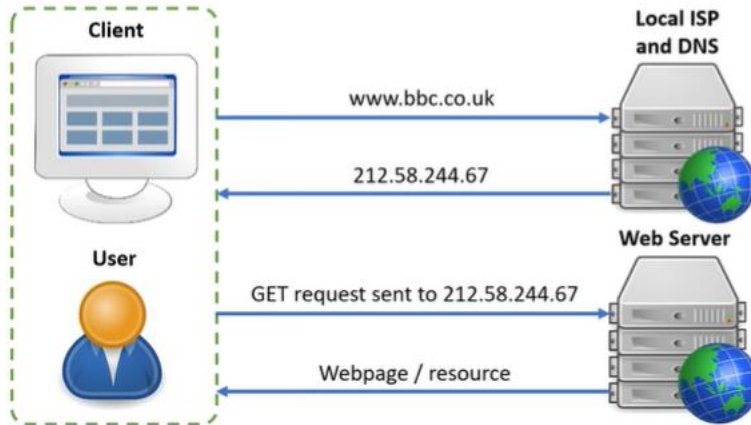 Client
Local ISP
and DNS
www.bbc.co.uk
212.58.244.67
User
Web Server
GET request sent to 212.58.244.67
Webpage / resource